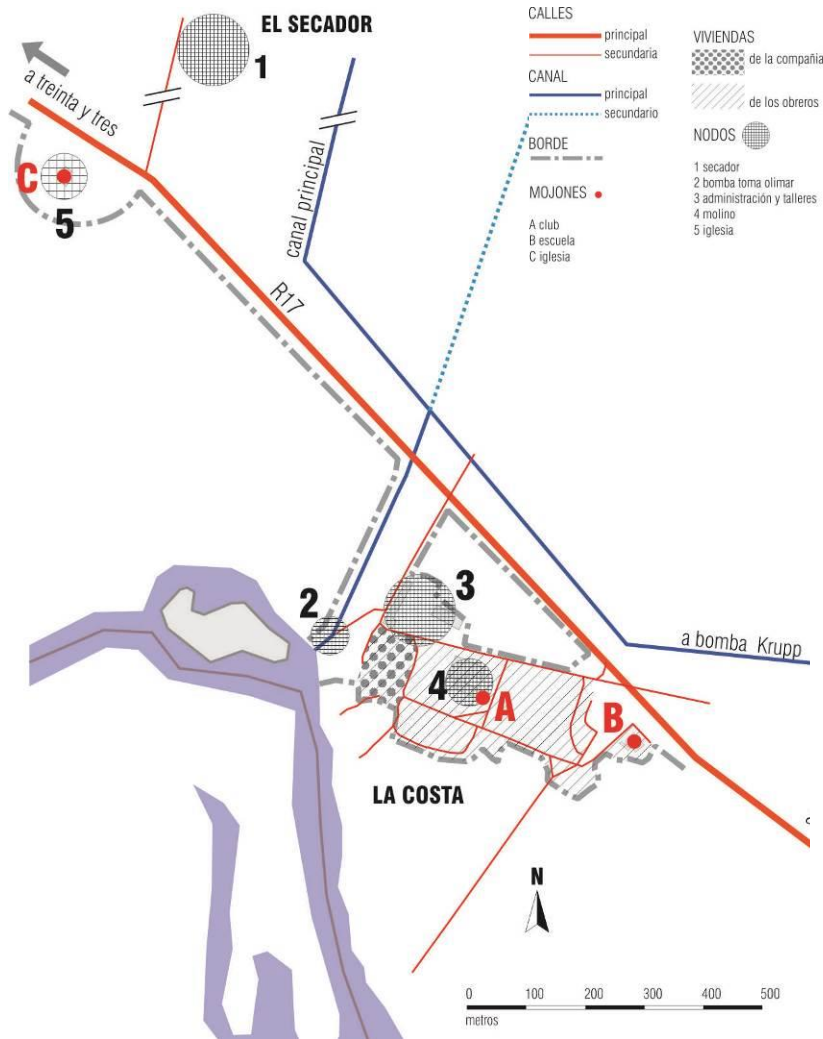 EL SECADOR
1
a treinta y tres
C
5
canal principal
R17
2
3
4
A
B
a bomba Krupp
LA COSTA
N
0 100 200 300 400 500
metros
CALLES
principal
secundaria
CANAL
principal
secundario
BORDE
MOJONES
A club
B escuela
C iglesia
VIVIENDAS
de la compañia
de los obreros
NODOS
1 secador
2 bomba toma olimar
3 administración y talleres
4 molino
5 iglesia